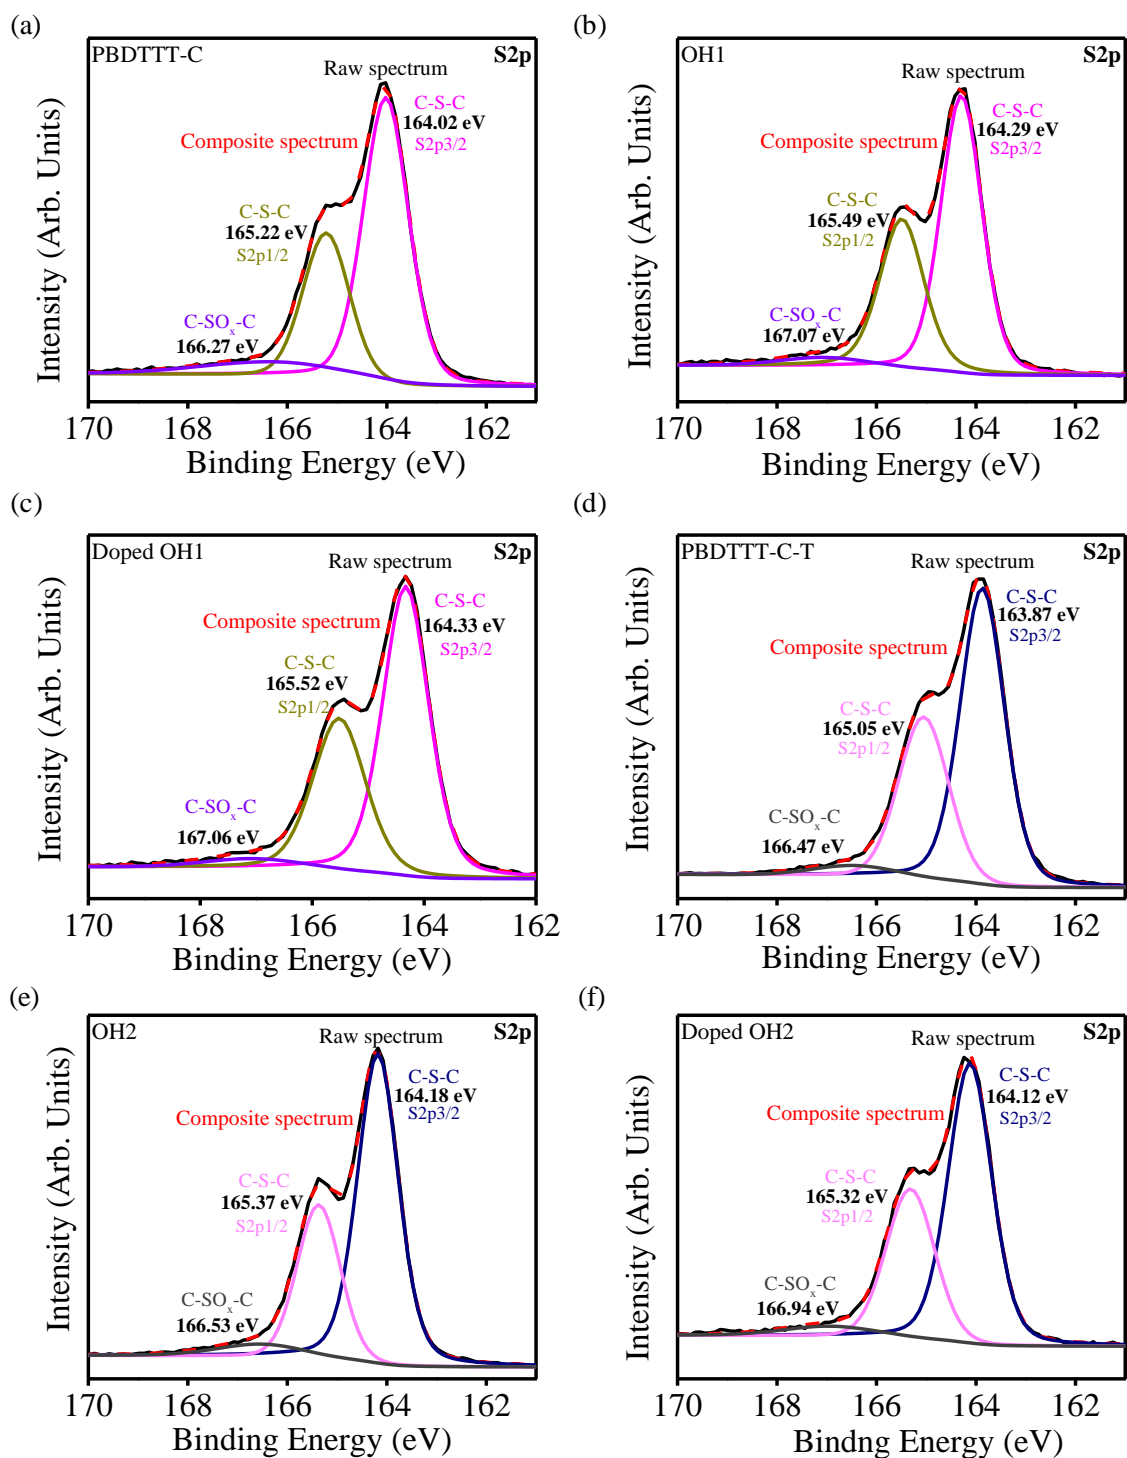 (a)
PBDTTT-C
S2p
Raw spectrum
C-S-C
164.02 eV
S2p3/2
Composite spectrum
C-S-C
165.22 eV
S2p1/2
C-SOx-C
166.27 eV
Intensity (Arb. Units)
170 168 166 164 162
Binding Energy (eV)
(b)
OH1
S2p
Raw spectrum
C-S-C
164.29 eV
S2p3/2
Composite spectrum
C-S-C
165.49 eV
S2p1/2
C-SOx-C
167.07 eV
Intensity (Arb. Units)
170 168 166 164 162
Binding Energy (eV)
(c)
Doped OH1
S2p
Raw spectrum
C-S-C
164.33 eV
S2p3/2
Composite spectrum
C-S-C
165.52 eV
S2p1/2
C-SOx-C
167.06 eV
Intensity (Arb. Units)
170 168 166 164 162
Binding Energy (eV)
(d)
PBDTTT-C-T
S2p
Raw spectrum
C-S-C
163.87 eV
S2p3/2
Composite spectrum
C-S-C
165.05 eV
S2p1/2
C-SOx-C
166.47 eV
Intensity (Arb. Units)
170 168 166 164 162
Binding Energy (eV)
(e)
OH2
S2p
Raw spectrum
C-S-C
164.18 eV
S2p3/2
Composite spectrum
C-S-C
165.37 eV
S2p1/2
C-SOx-C
166.53 eV
Intensity (Arb. Units)
170 168 166 164 162
Binding Energy (eV)
(f)
Doped OH2
S2p
Raw spectrum
C-S-C
164.12 eV
S2p3/2
Composite spectrum
C-S-C
165.32 eV
S2p1/2
C-SOx-C
166.94 eV
Intensity (Arb. Units)
170 168 166 164 162
Bindng Energy (eV)